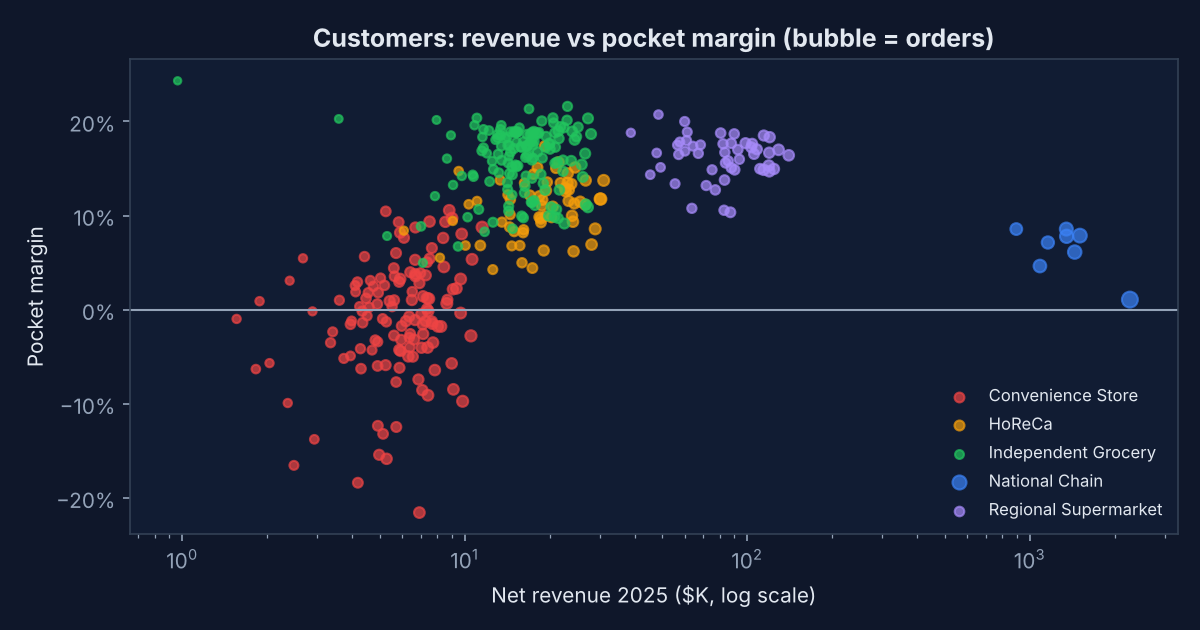 Customers: revenue vs pocket margin (bubble = orders)
Pocket margin
20%
10%
0%
−10%
−20%
Convenience Store
HoReCa
Independent Grocery
National Chain
Regional Supermarket
10⁰ 10¹ 10² 10³
Net revenue 2025 ($K, log scale)